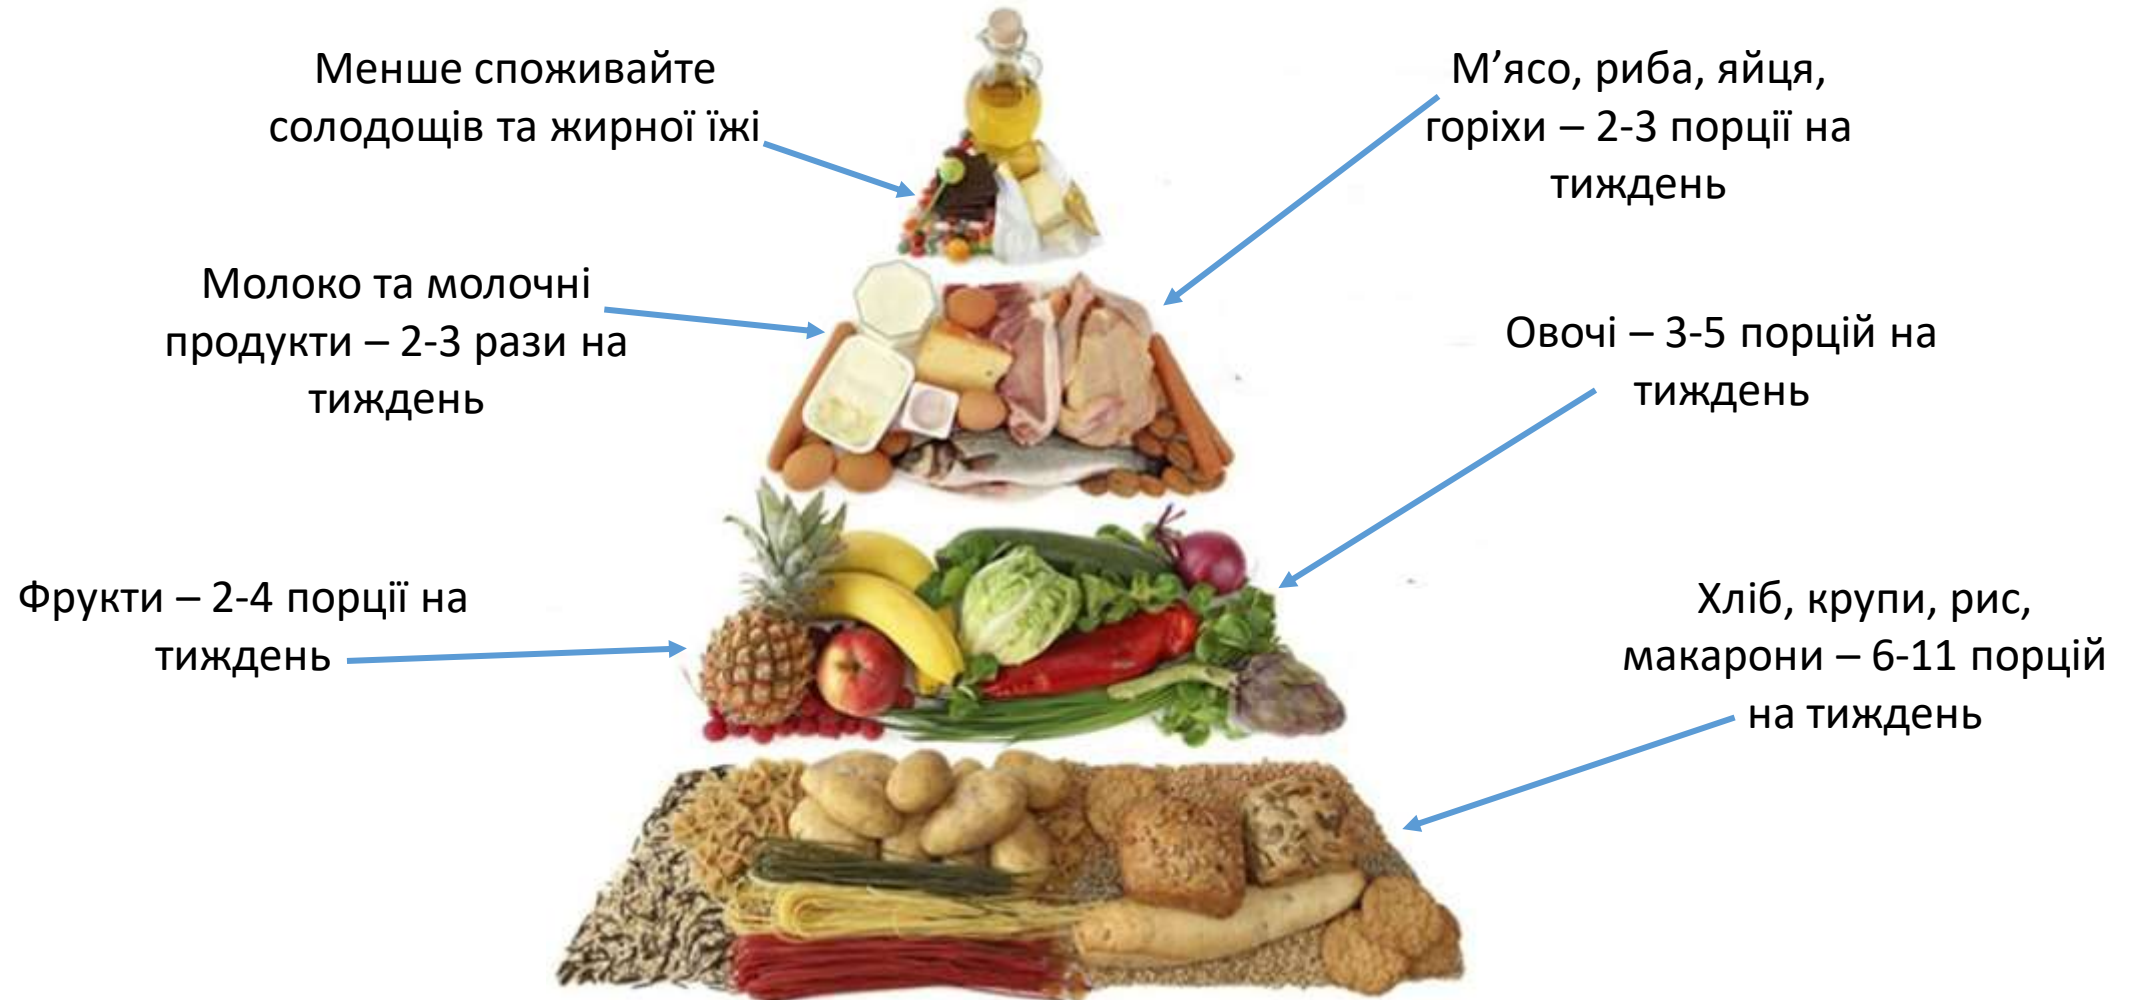 Менше споживайте
солодощів та жирної їжі
М’ясо, риба, яйця,
горіхи – 2-3 порції на
тиждень
Молоко та молочні
продукти – 2-3 рази на
тиждень
Овочі – 3-5 порцій на
тиждень
Фрукти – 2-4 порції на
тиждень
Хліб, крупи, рис,
макарони – 6-11 порцій
на тиждень